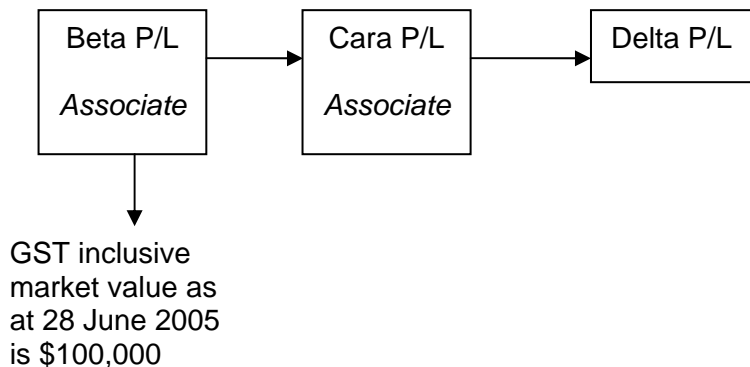 Beta P/L
Associate
Cara P/L
Associate
Delta P/L
GST inclusive
market value as
at 28 June 2005
is $100,000